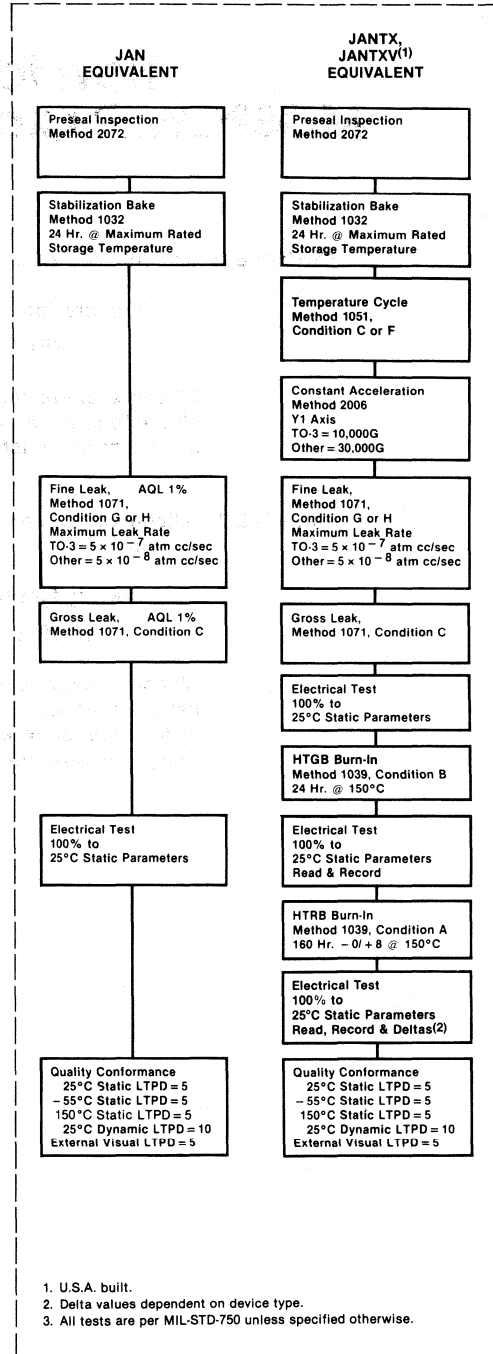 JAN
EQUIVALENT
Preseal Inspection
Method 2072
Stabilization Bake
Method 1032
24 Hr. @ Maximum Rated
Storage Temperature
Fine Leak, AQL 1%
Method 1071,
Condition G or H
Maximum Leak Rate
TO-3 = 5 × 10⁻⁷ atm cc/sec
Other = 5 × 10⁻⁸ atm cc/sec
Gross Leak, AQL 1%
Method 1071, Condition C
Electrical Test
100% to
25°C Static Parameters
Quality Conformance
25°C Static LTPD = 5
–55°C Static LTPD = 5
150°C Static LTPD = 5
25°C Dynamic LTPD = 10
External Visual LTPD = 5
JANTX,
JANTXV(1)
EQUIVALENT
Preseal Inspection
Method 2072
Stabilization Bake
Method 1032
24 Hr. @ Maximum Rated
Storage Temperature
Temperature Cycle
Method 1051,
Condition C or F
Constant Acceleration
Method 2006
Y1 Axis
TO-3 = 10,000G
Other = 30,000G
Fine Leak,
Method 1071,
Condition G or H
Maximum Leak Rate
TO-3 = 5 × 10⁻⁷ atm cc/sec
Other = 5 × 10⁻⁸ atm cc/sec
Gross Leak,
Method 1071, Condition C
Electrical Test
100% to
25°C Static Parameters
HTGB Burn-In
Method 1039, Condition B
24 Hr. @ 150°C
Electrical Test
100% to
25°C Static Parameters
Read & Record
HTRB Burn-In
Method 1039, Condition A
160 Hr. –0/+8 @ 150°C
Electrical Test
100% to
25°C Static Parameters
Read, Record & Deltas(2)
Quality Conformance
25°C Static LTPD = 5
–55°C Static LTPD = 5
150°C Static LTPD = 5
25°C Dynamic LTPD = 10
External Visual LTPD = 5
1. U.S.A. built.
2. Delta values dependent on device type.
3. All tests are per MIL-STD-750 unless specified otherwise.